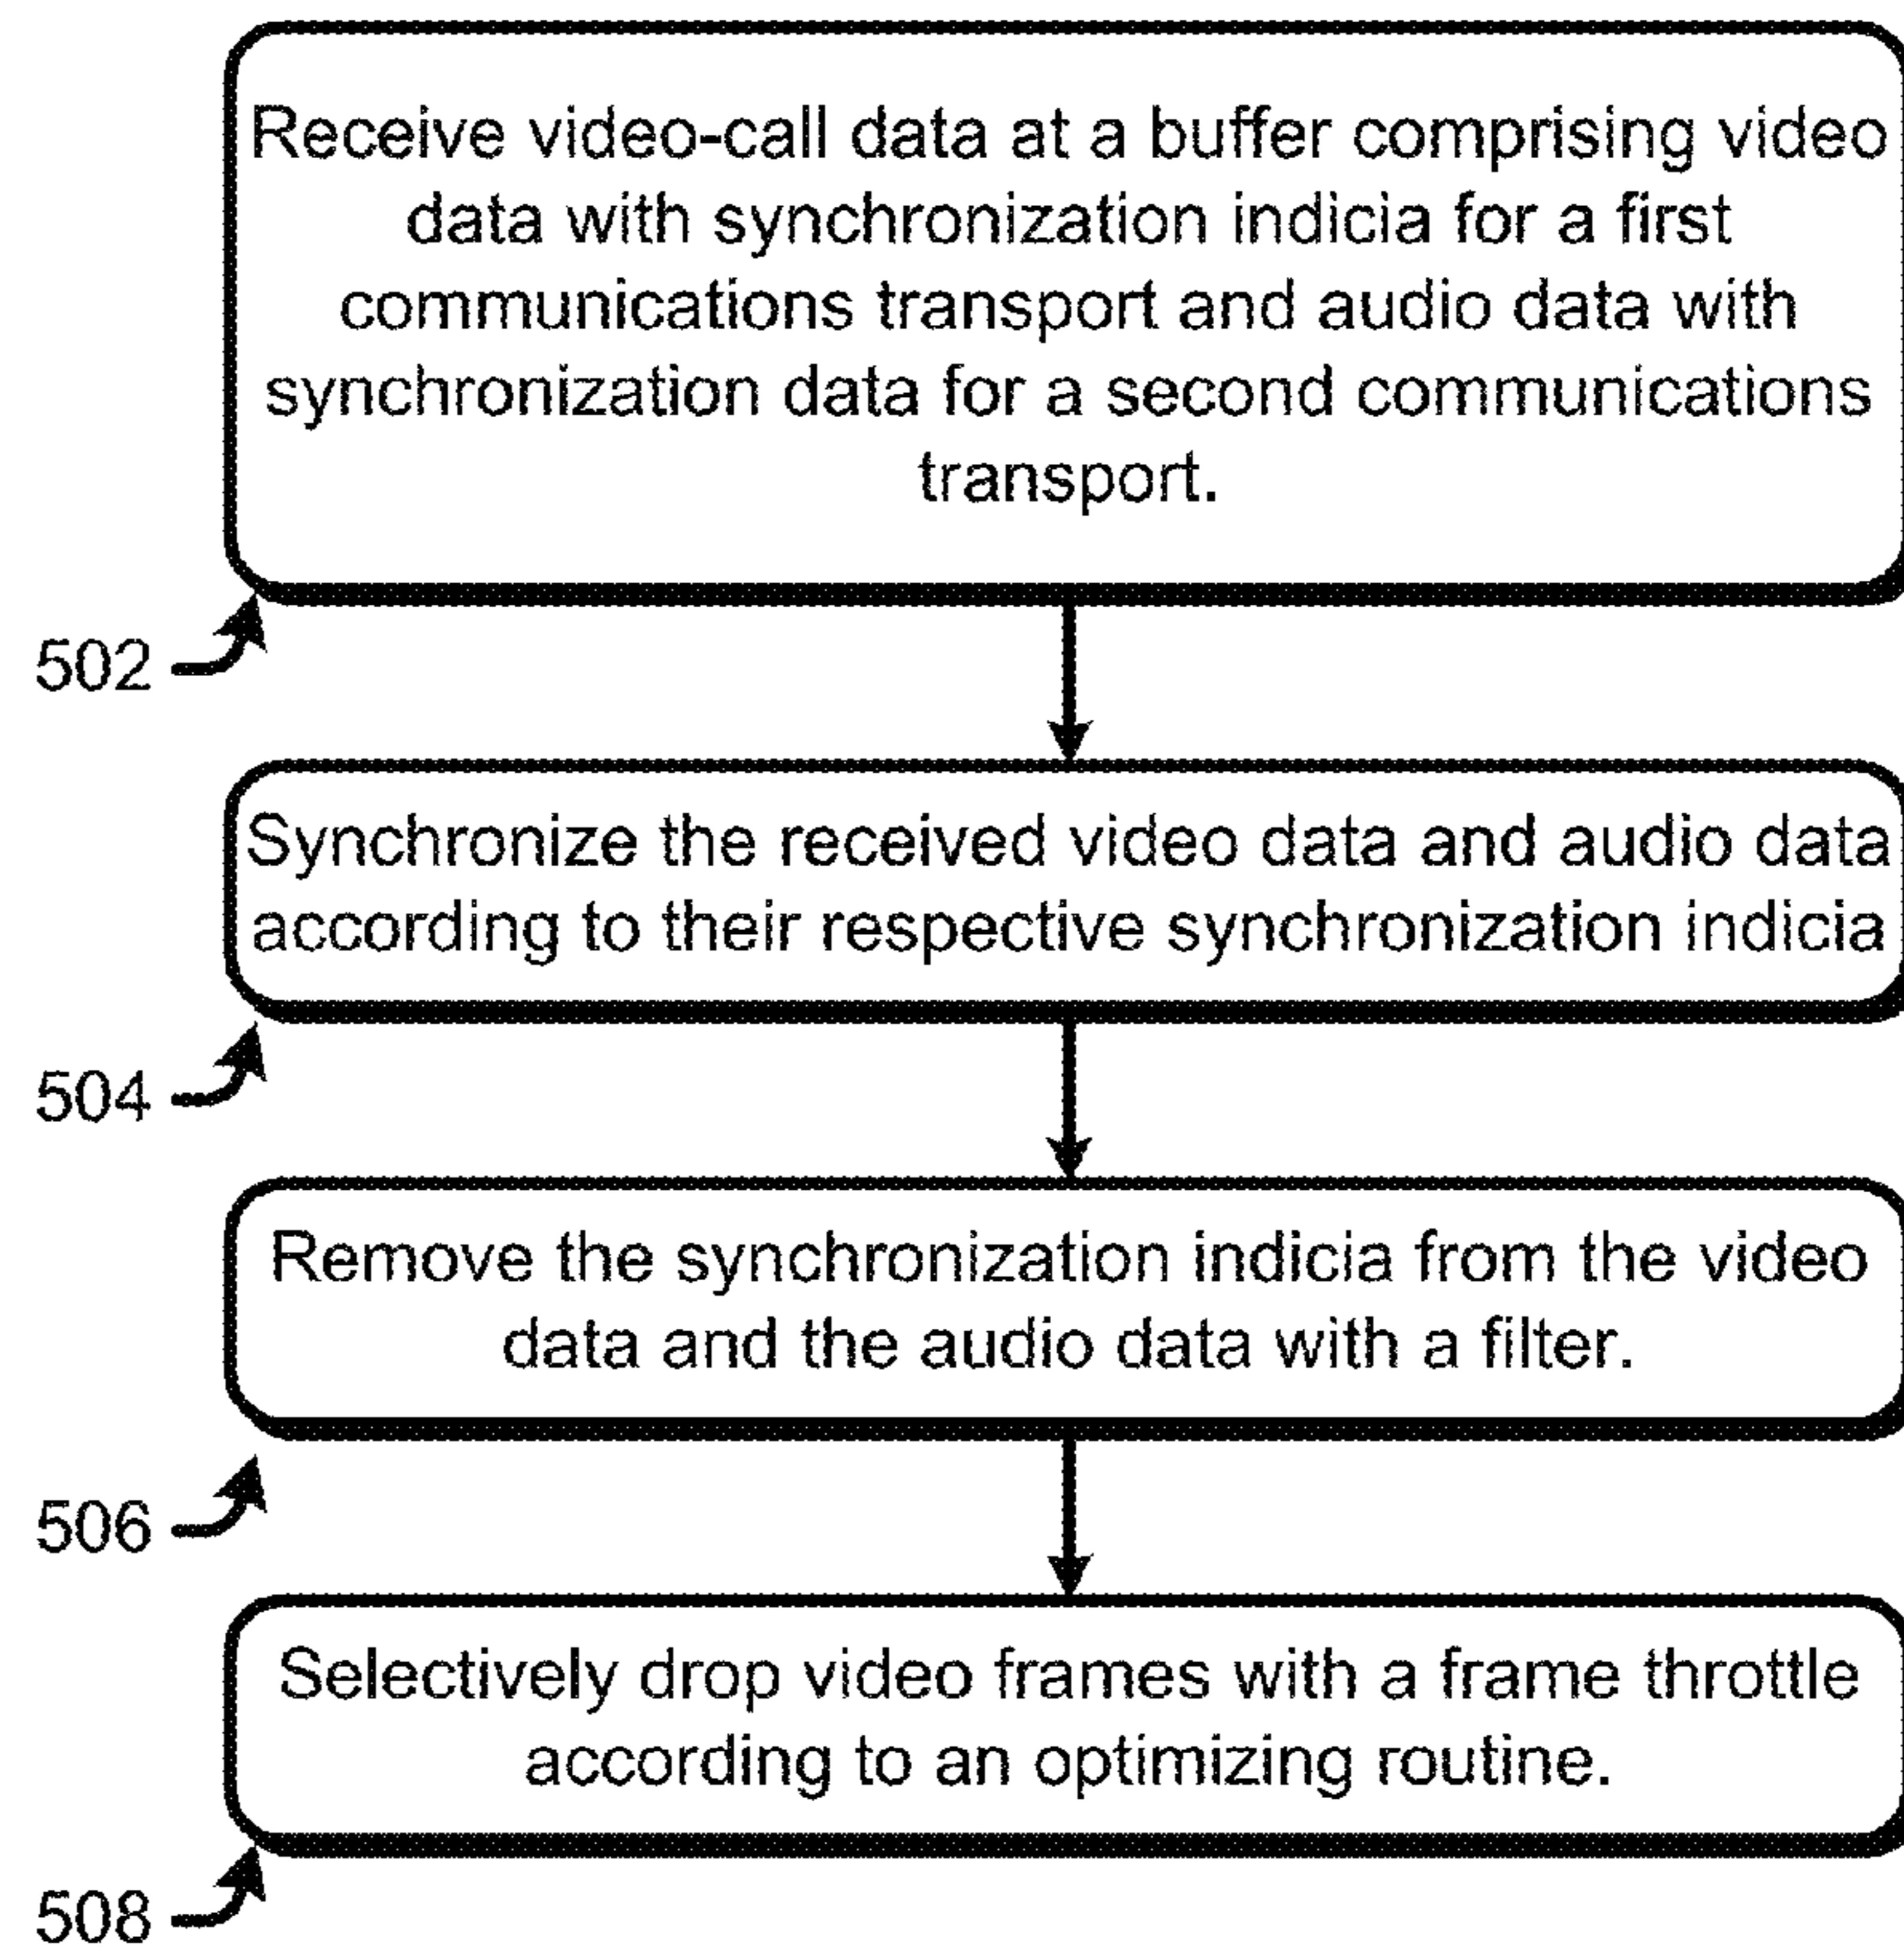 Receive video-call data at a buffer comprising video
data with synchronization indicia for a first
communications transport and audio data with
synchronization data for a second communications
transport.
502
Synchronize the received video data and audio data
according to their respective synchronization indicia
504
Remove the synchronization indicia from the video
data and the audio data with a filter.
506
Selectively drop video frames with a frame throttle
according to an optimizing routine.
508